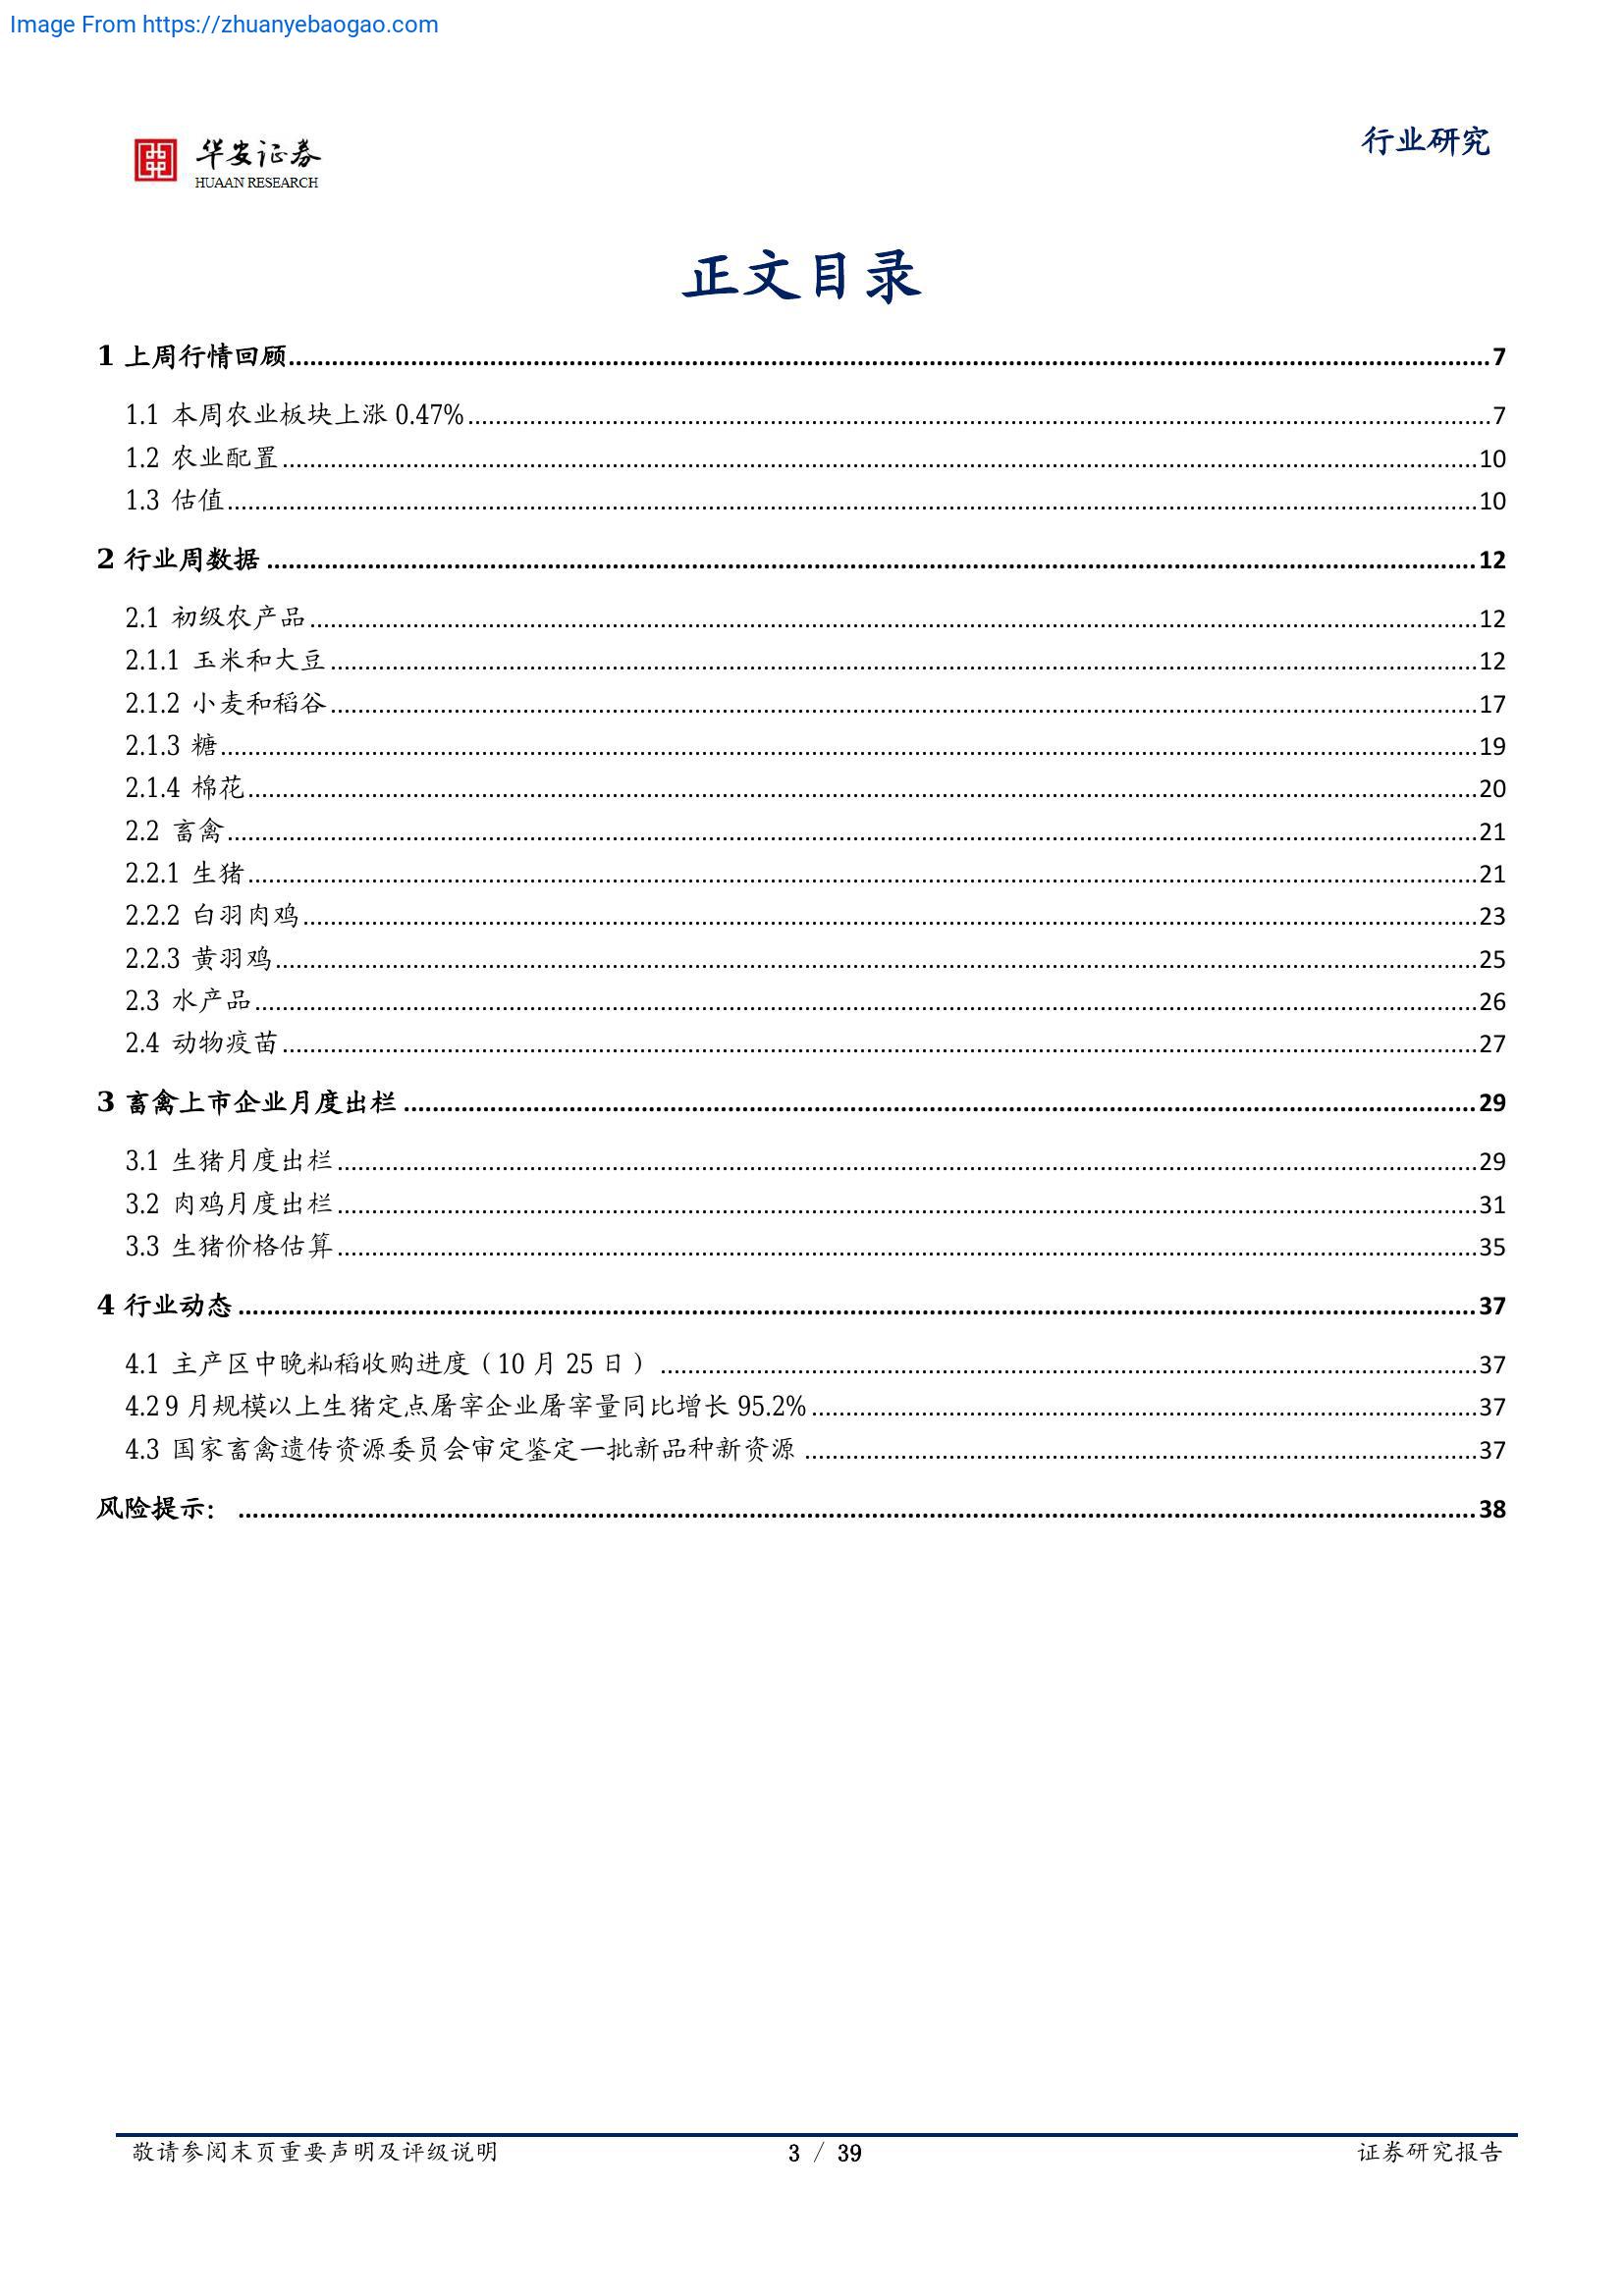 Image From https://zhuanyebaogao.com
华安证券
HUAAN RESEARCH
行业研究
正文目录
1 上周行情回顾 7
1.1 本周农业板块上涨 0.47% 7
1.2 农业配置 10
1.3 估值 10
2 行业周数据 12
2.1 初级农产品 12
2.1.1 玉米和大豆 12
2.1.2 小麦和稻谷 17
2.1.3 糖 19
2.1.4 棉花 20
2.2 畜禽 21
2.2.1 生猪 21
2.2.2 白羽肉鸡 23
2.2.3 黄羽鸡 25
2.3 水产品 26
2.4 动物疫苗 27
3 畜禽上市企业月度出栏 29
3.1 生猪月度出栏 29
3.2 肉鸡月度出栏 31
3.3 生猪价格估算 35
4 行业动态 37
4.1 主产区中晚籼稻收购进度（10 月 25 日） 37
4.2 9 月规模以上生猪定点屠宰企业屠宰量同比增长 95.2% 37
4.3 国家畜禽遗传资源委员会审定鉴定一批新品种新资源 37
风险提示： 38
敬请参阅末页重要声明及评级说明 3 / 39 证券研究报告